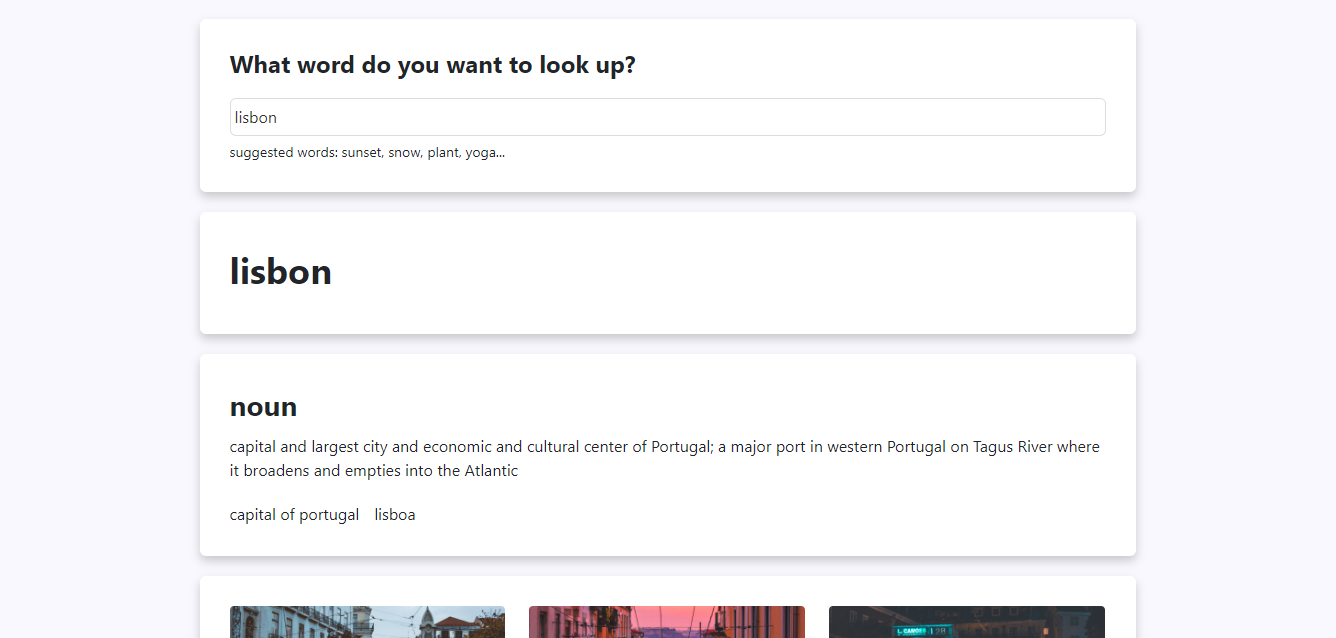 What word do you want to look up?
lisbon
suggested words: sunset, snow, plant, yoga...
lisbon
noun
capital and largest city and economic and cultural center of Portugal; a major port in western Portugal on Tagus River where
it broadens and empties into the Atlantic
capital of portugal lisboa